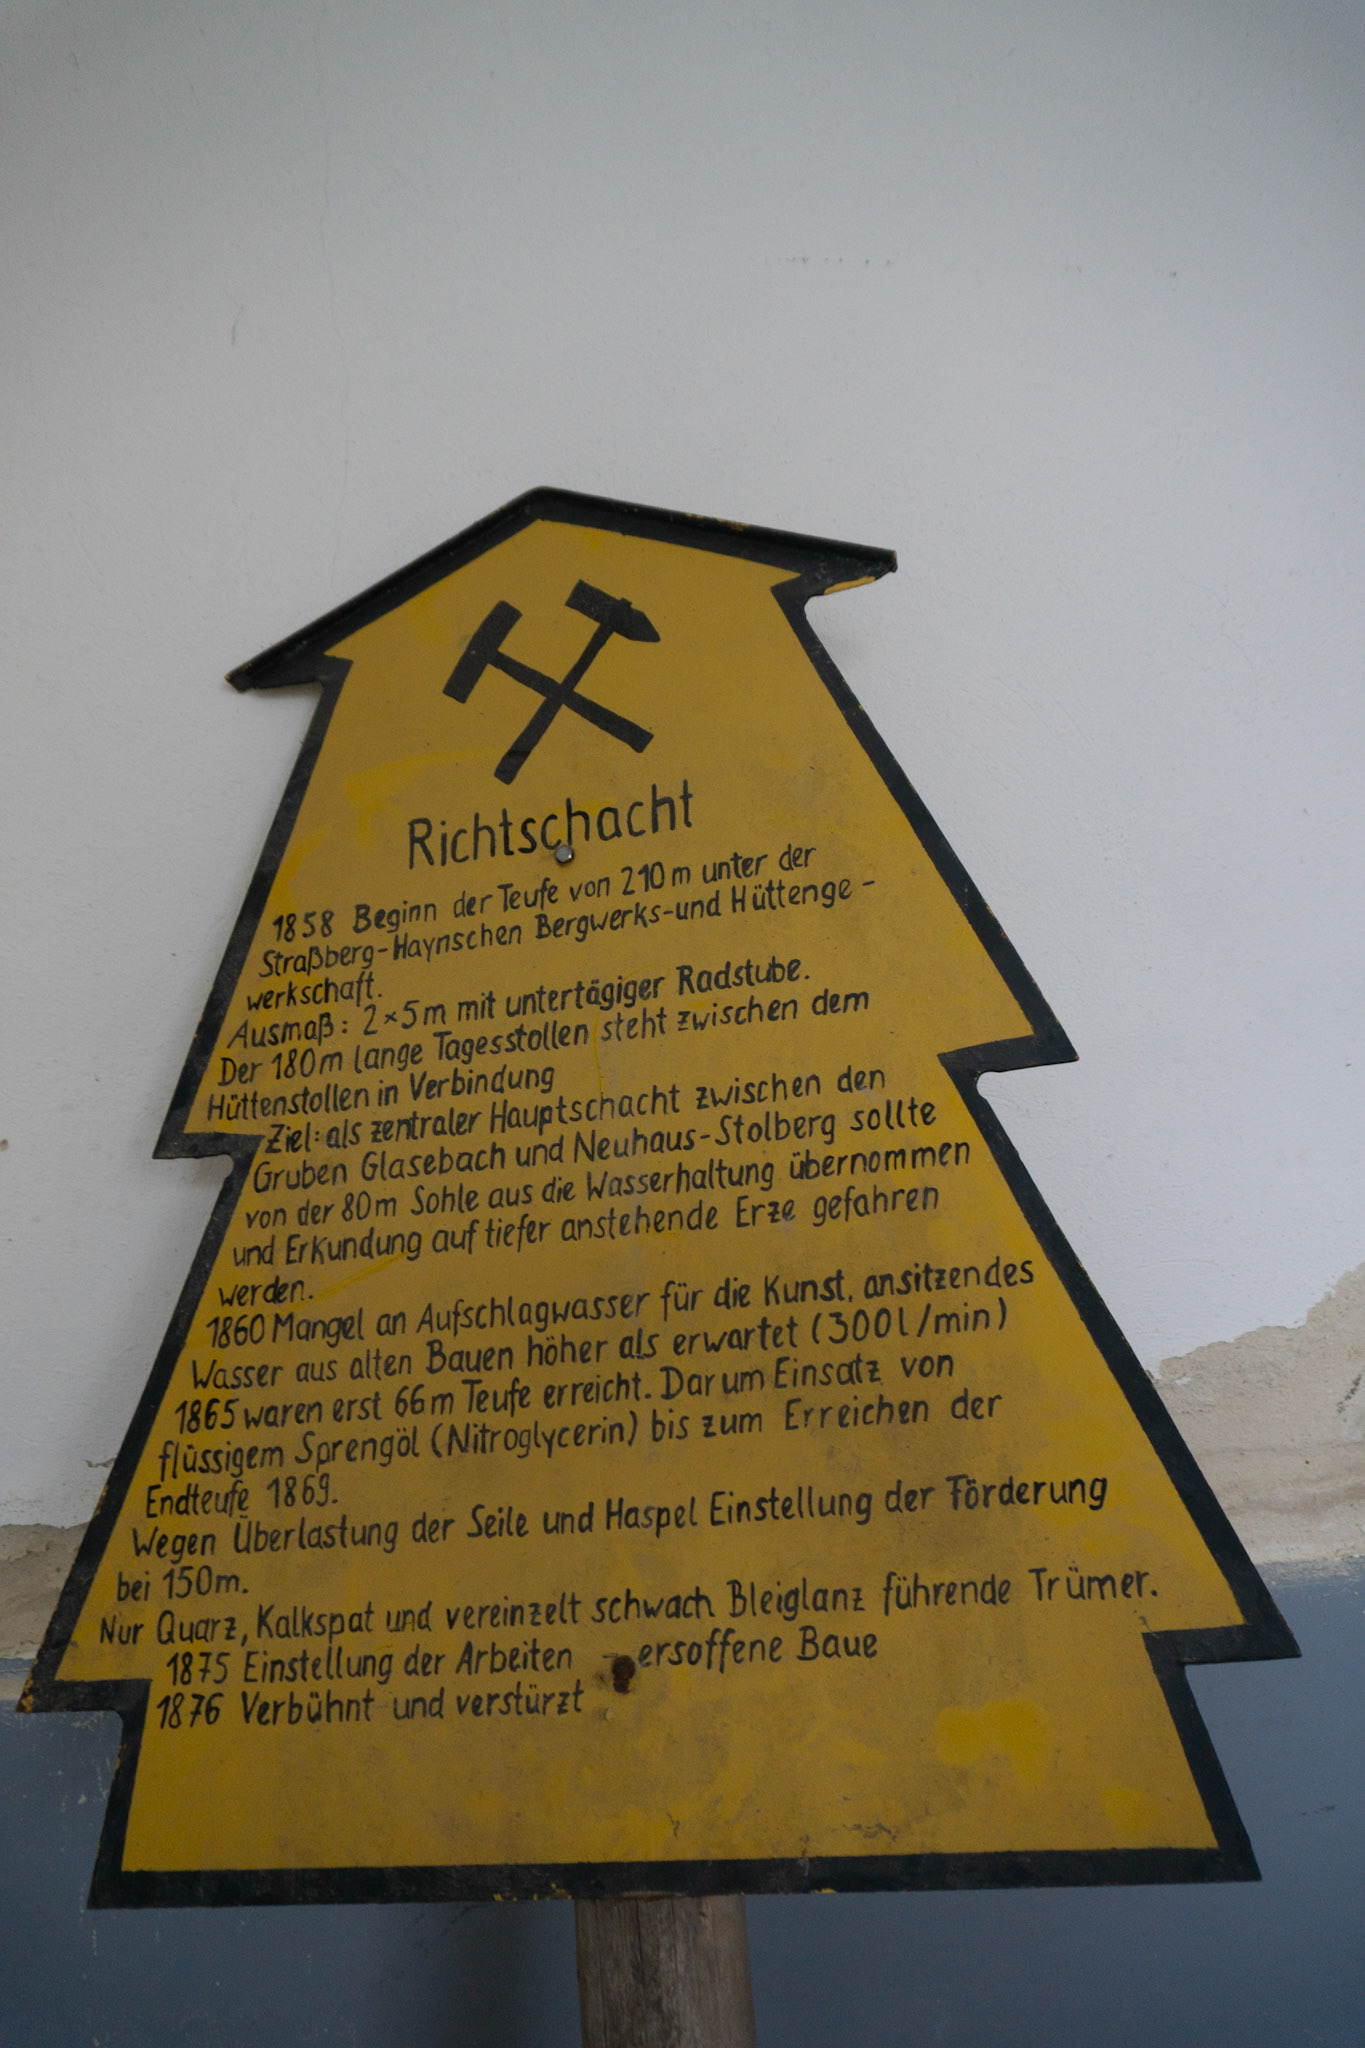 Richtschacht
1858 Beginn der Teufe von 210 m unter der
Straßberg-Haynschen Bergwerks-und Hüttenge-
werkschaft.
Ausmaß: 2×5m mit untertägiger Radstube.
Der 180m lange Tagesstollen steht zwischen dem
Hüttenstollen in Verbindung
Ziel: als zentraler Hauptschacht zwischen den
Gruben Glasebach und Neuhaus-Stolberg sollte
von der 80m Sohle aus die Wasserhaltung übernommen
und Erkundung auf tiefer anstehende Erze gefahren
werden.
1860 Mangel an Aufschlagwasser für die Kunst, ansitzendes
Wasser aus alten Bauen höher als erwartet (300l/min)
1865 waren erst 66m Teufe erreicht. Darum Einsatz von
flüssigem Sprengöl (Nitroglycerin) bis zum Erreichen der
Endteufe 1869.
Wegen Überlastung der Seile und Haspel Einstellung der Förderung
bei 150m.
Nur Quarz, Kalkspat und vereinzelt schwach Bleiglanz führende Trümer.
1875 Einstellung der Arbeiten - ersoffene Baue
1876 Verbühnt und verstürzt